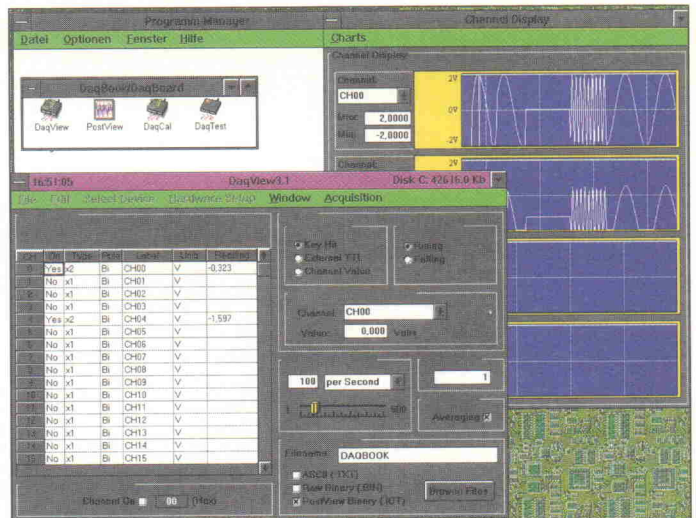 Programm-Manager
Datei Optionen Fenster Hilfe
DaqBook/DaqBoard
DaqView PostView DaqCal DaqTest
Channel Display
Charts
Channel Display
Channel:
CH00
Max: 2,0000
Min: -2,0000
2V
0V
-2V
Channel:
2V
16:51:05 DaqView3.1 Disk C: 42616.0 Kb
File Edit Select Device Hardware Setup Window Acquisition
CH On Type Pole Label Unit Reading
0 Yes x2 Bi CH00 V -0,323
1 No x1 Bi CH01 V
2 No x1 Bi CH02 V
3 No x1 Bi CH03 V
4 Yes x2 Bi CH04 V -1,597
5 No x1 Bi CH05 V
6 No x1 Bi CH06 V
7 No x1 Bi CH07 V
8 No x1 Bi CH08 V
9 No x1 Bi CH09 V
10 No x1 Bi CH10 V
11 No x1 Bi CH11 V
12 No x1 Bi CH12 V
13 No x1 Bi CH13 V
14 No x1 Bi CH14 V
15 No x1 Bi CH15 V
Channel On 00 (Hex)
Key Hit
External TTL
Channel Value
Rising
Falling
Channel: CH00
Value: 0,000 Volts
100 per Second
1 500
1
Averaging
Filename: DAQBOOK
ASCII (.TXT)
Raw Binary (.BIN)
PostView Binary (.IOT)
Browse Files